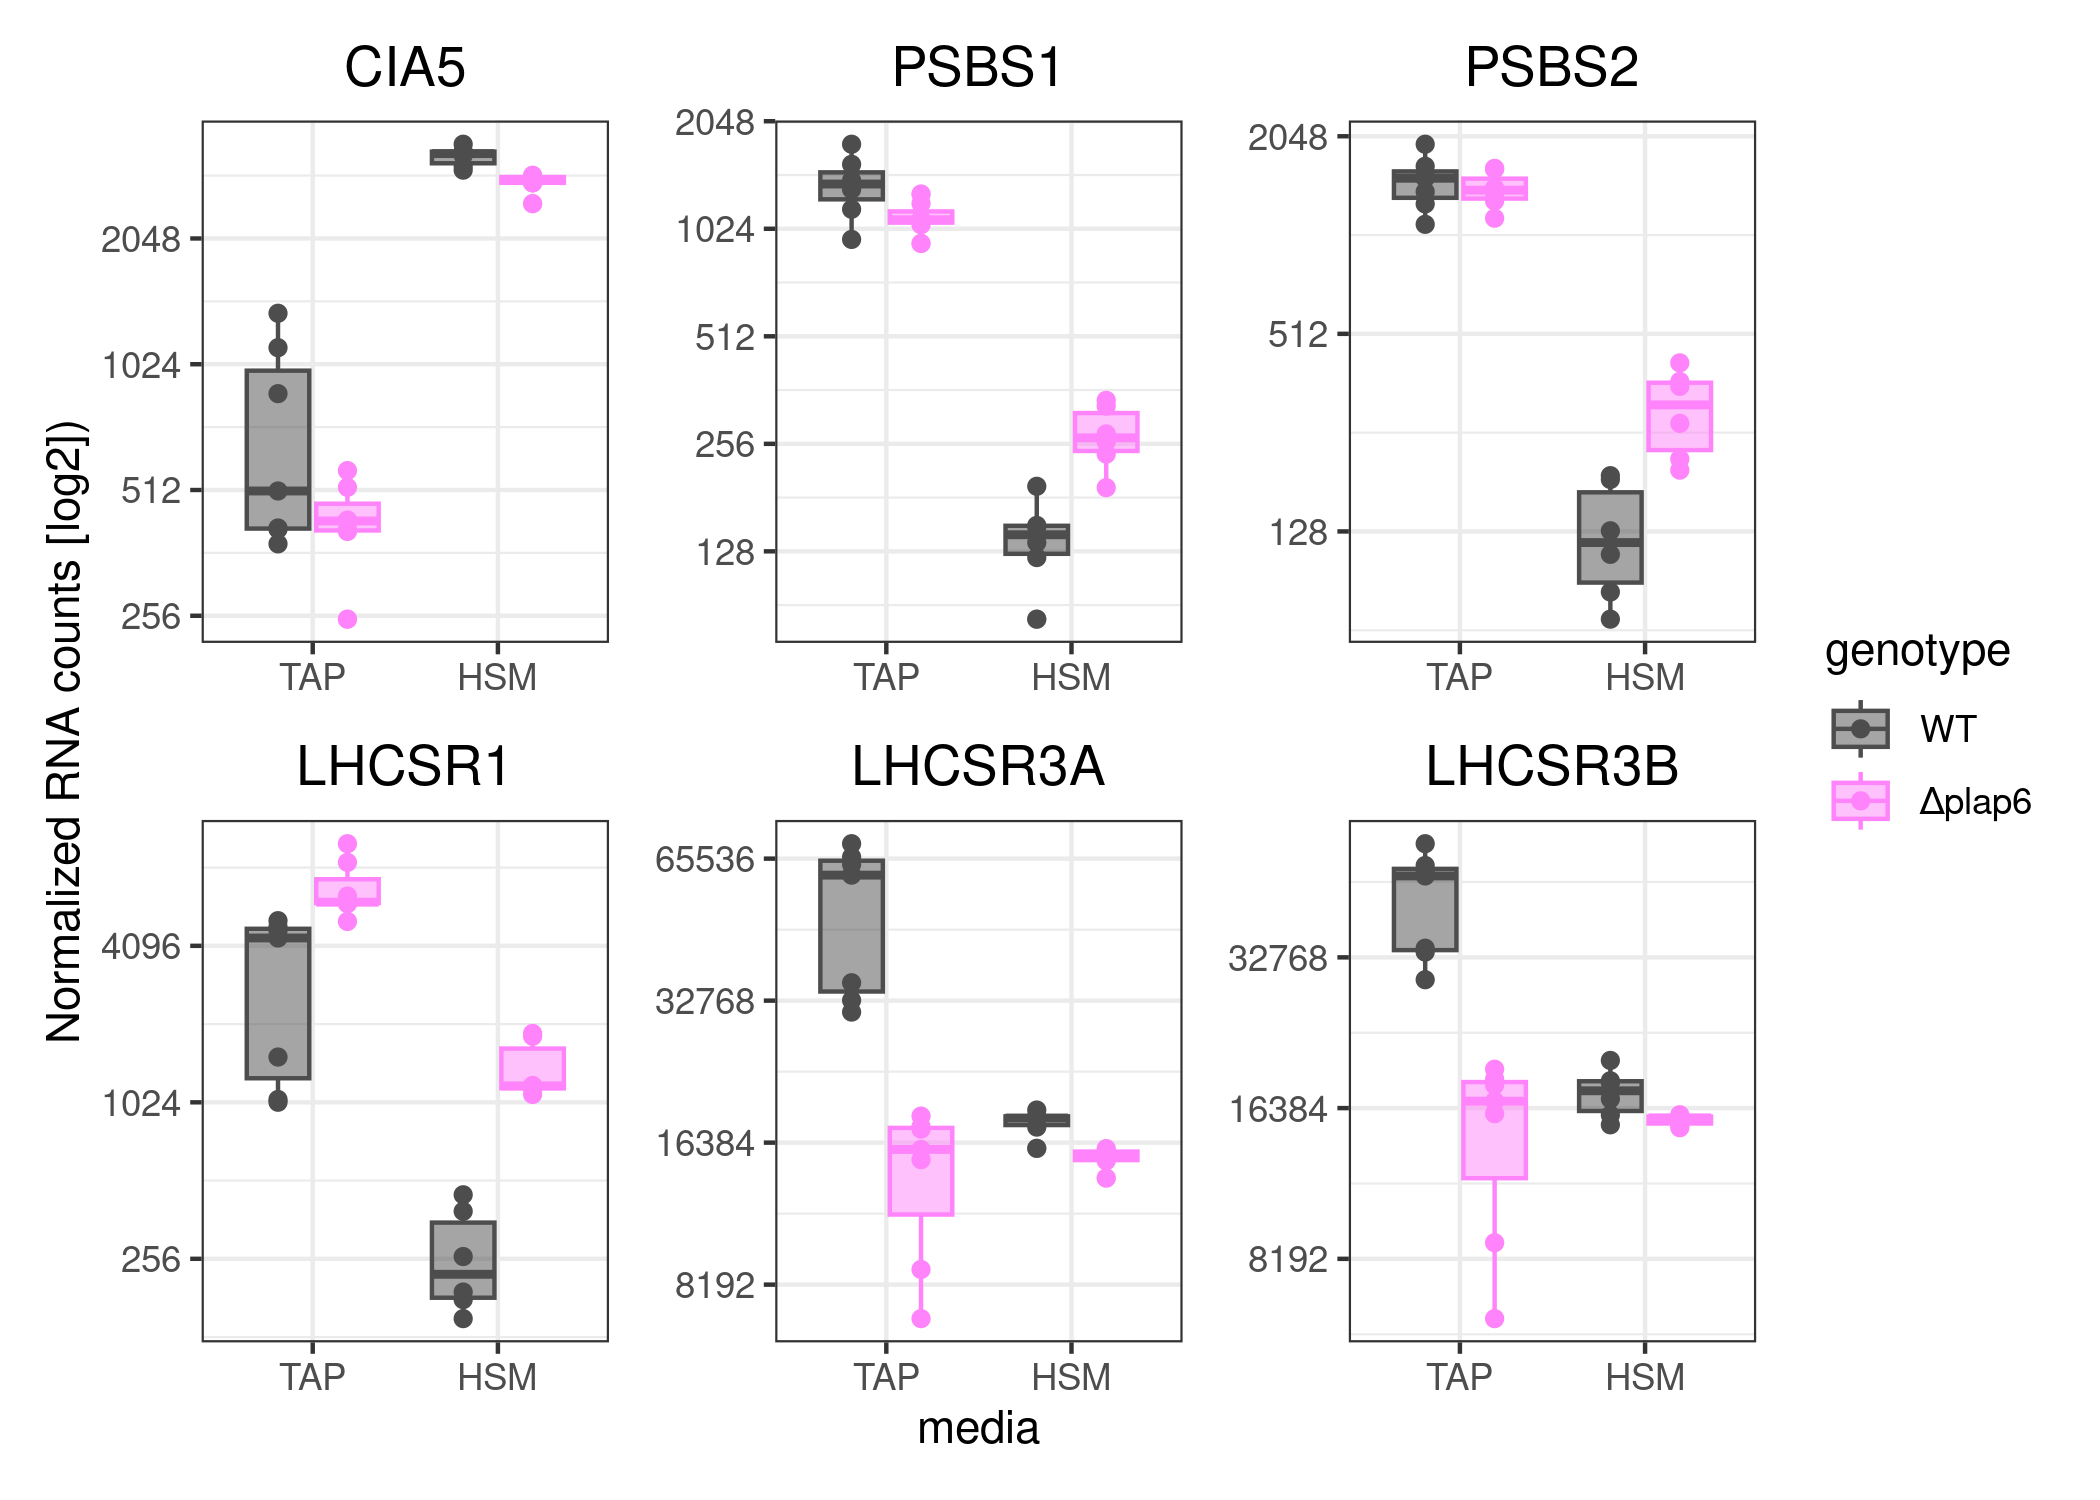 CIA5
PSBS1
PSBS2
Normalized RNA counts [log2])
2048
1024
512
256
TAP
HSM
2048
1024
512
256
128
TAP
HSM
2048
512
128
TAP
HSM
LHCSR1
LHCSR3A
LHCSR3B
4096
1024
256
TAP
HSM
65536
32768
16384
8192
TAP
HSM
32768
16384
8192
TAP
HSM
media
genotype
WT
Δplap6